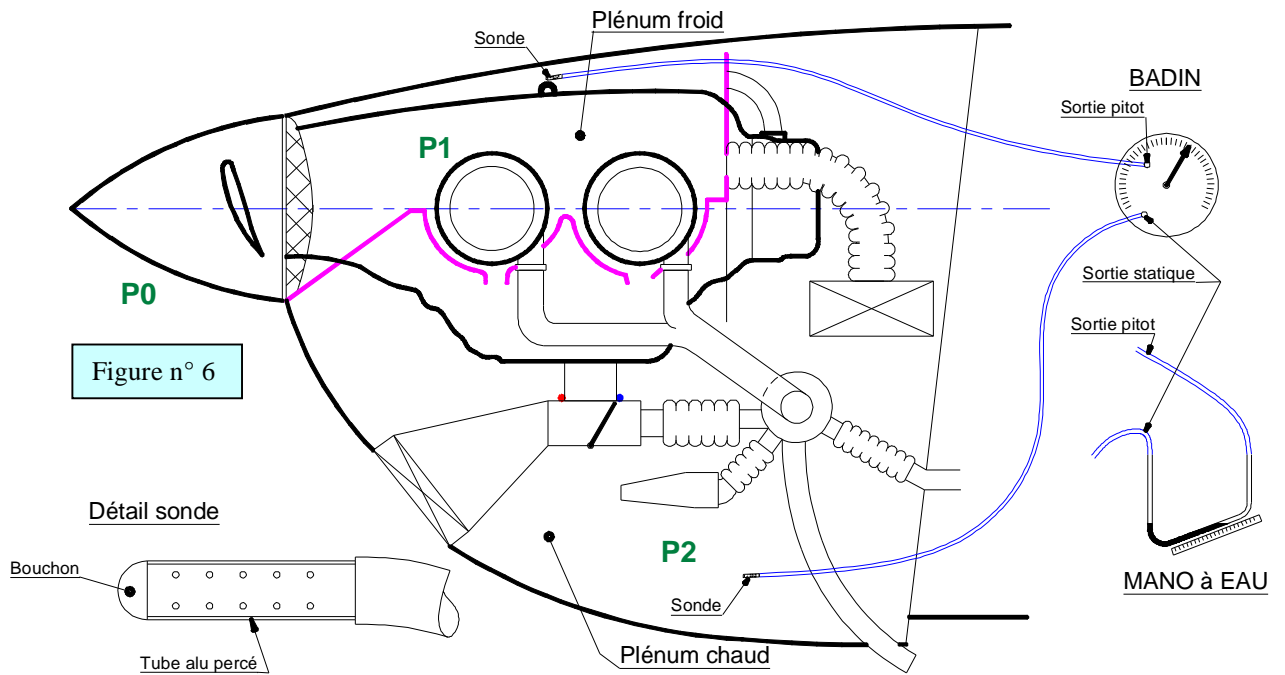 Plénum froid
Sonde
BADIN
Sortie pitot
P1
P0
Sortie statique
Sortie pitot
Figure n° 6
Détail sonde
P2
Bouchon
MANO à EAU
Sonde
Tube alu percé
Plénum chaud